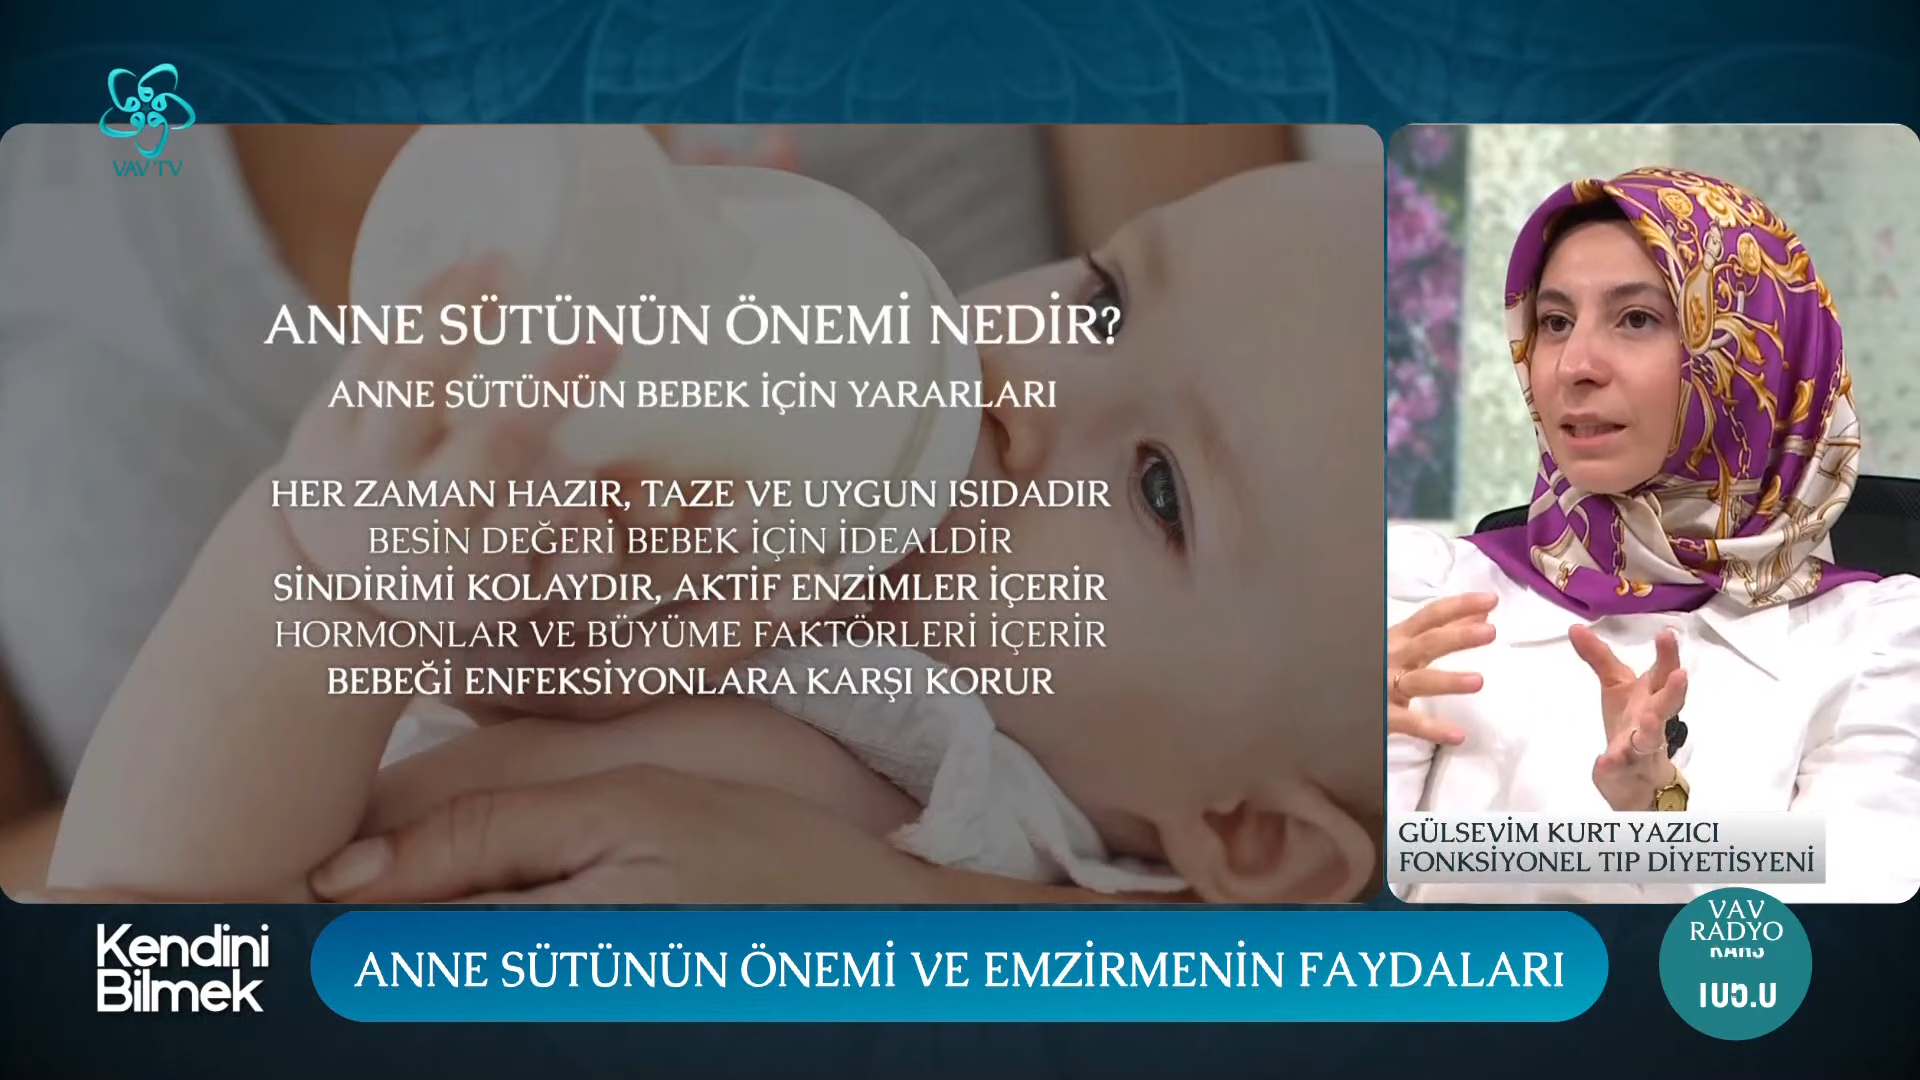 VAV TV
ANNE SÜTÜNÜN ÖNEMİ NEDİR?
ANNE SÜTÜNÜN BEBEK İÇİN YARARLARI
HER ZAMAN HAZIR, TAZE VE UYGUN ISIDADIR
BESİN DEĞERİ BEBEK İÇİN İDEALDİR
SİNDİRİMİ KOLAYDIR, AKTİF ENZİMLER İÇERİR
HORMONLAR VE BÜYÜME FAKTÖRLERİ İÇERİR
BEBEĞİ ENFEKSİYONLARA KARŞI KORUR
GÜLSEVİM KURT YAZICI
FONKSİYONEL TIP DİYETİSYENİ
Kendini
Bilmek
ANNE SÜTÜNÜN ÖNEMİ VE EMZİRMENİN FAYDALARI
VAV
RADYO